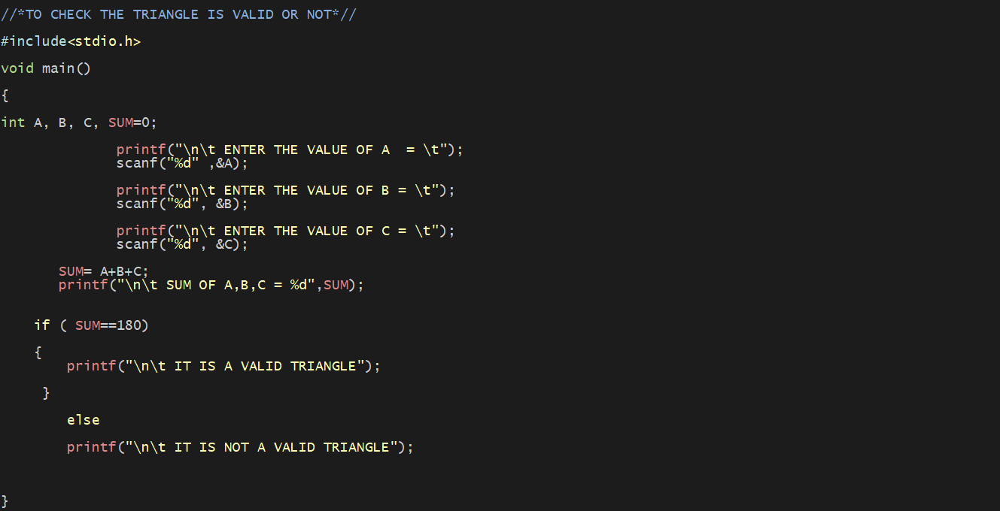 //*TO CHECK THE TRIANGLE IS VALID OR NOT*//
#include<stdio.h>
void main()
{
int A, B, C, SUM=0;
printf("\n\t ENTER THE VALUE OF A  = \t");
scanf("%d" ,&A);
printf("\n\t ENTER THE VALUE OF B = \t");
scanf("%d", &B);
printf("\n\t ENTER THE VALUE OF C = \t");
scanf("%d", &C);
SUM= A+B+C;
printf("\n\t SUM OF A,B,C = %d",SUM);
if ( SUM==180)
{
printf("\n\t IT IS A VALID TRIANGLE");
}
else
printf("\n\t IT IS NOT A VALID TRIANGLE");
}